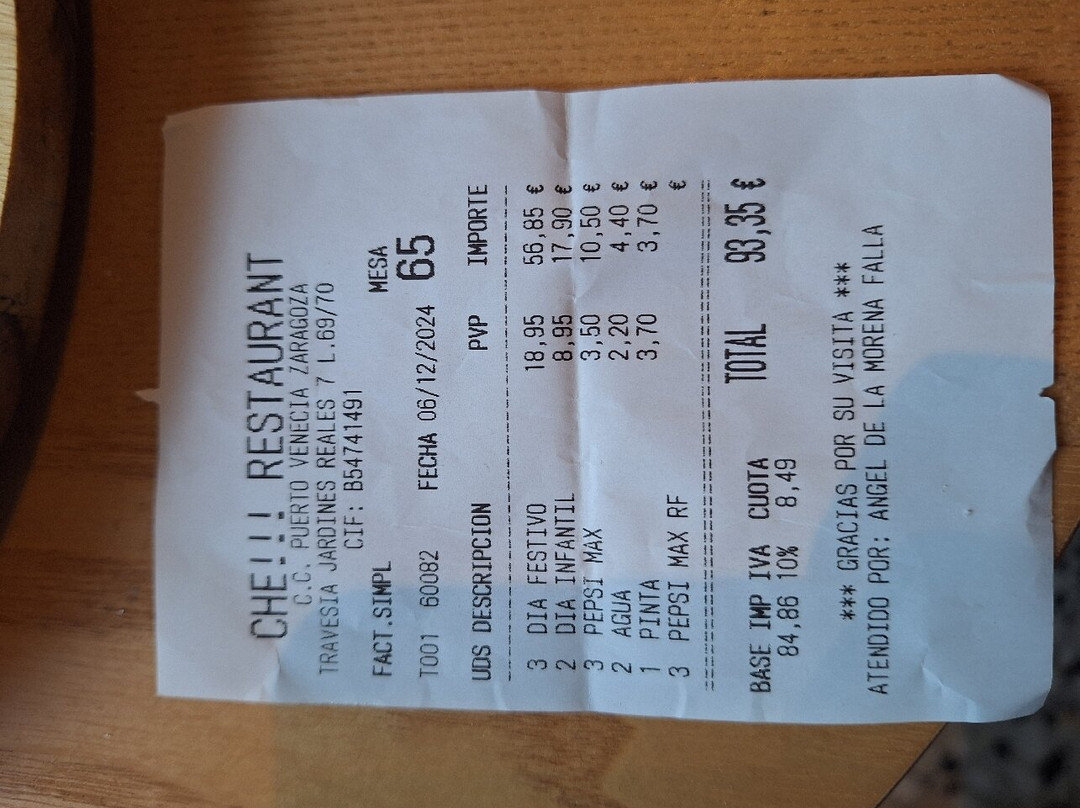 CHE!!! RESTAURANT
C.C. PUERTO VENECIA ZARAGOZA
TRAVESIA JARDINES REALES 7 L.69/70
CIF: B54741491
FACT.SIMPL MESA
T001 60082 FECHA 06/12/2024 65
UDS DESCRIPCION PVP IMPORTE
3 DIA FESTIVO 18,95 56,85 €
2 DIA INFANTIL 8,95 17,90 €
3 PEPSI MAX 3,50 10,50 €
2 AGUA 2,20 4,40 €
1 PINTA 3,70 3,70 €
3 PEPSI MAX RF €
BASE IMP IVA CUOTA TOTAL 93,35 €
84,86 10% 8,49
*** GRACIAS POR SU VISITA ***
ATENDIDO POR: ANGEL DE LA MORENA FALLA